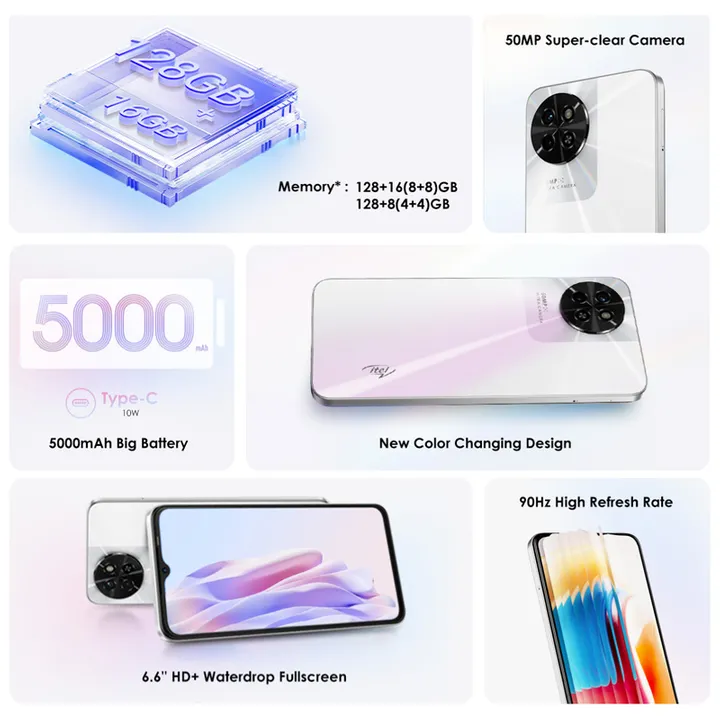 128GB
+
16GB
Memory* : 128+16(8+8)GB
128+8(4+4)GB
50MP Super-clear Camera
5000 mAh
Type-C
10W
5000mAh Big Battery
50MP-C
itel
New Color Changing Design
6.6" HD+ Waterdrop Fullscreen
90Hz High Refresh Rate